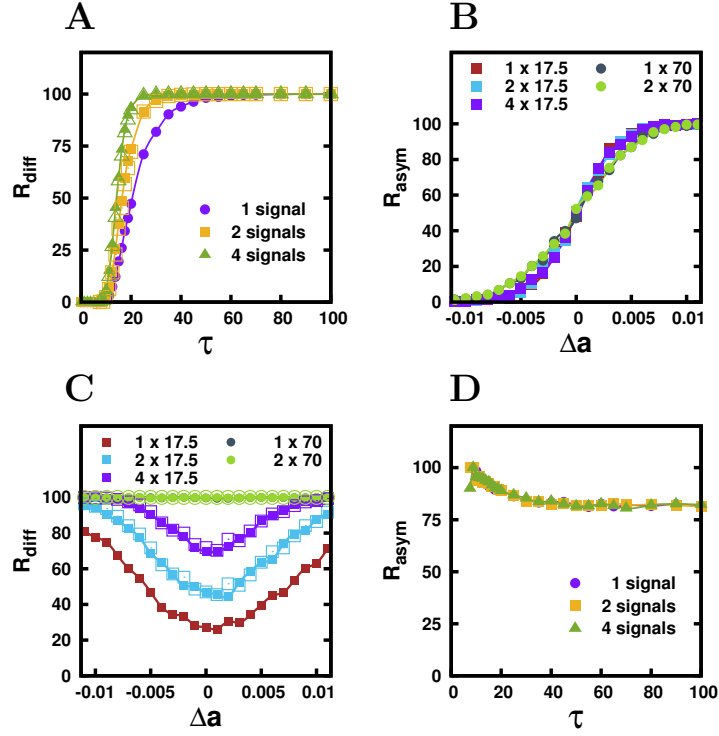 A
R_diff
100
75
50
25
0
1 signal
2 signals
4 signals
0 20 40 60 80 100
τ
B
R_asym
1 x 17.5 1 x 70
2 x 17.5 2 x 70
4 x 17.5
100
80
60
40
20
0
-0.01 -0.005 0 0.005 0.01
Δa
C
R_diff
1 x 17.5 1 x 70
2 x 17.5 2 x 70
4 x 17.5
100
80
60
40
20
0
-0.01 -0.005 0 0.005 0.01
Δa
D
R_asym
100
75
50
25
0
1 signal
2 signals
4 signals
0 20 40 60 80 100
τ